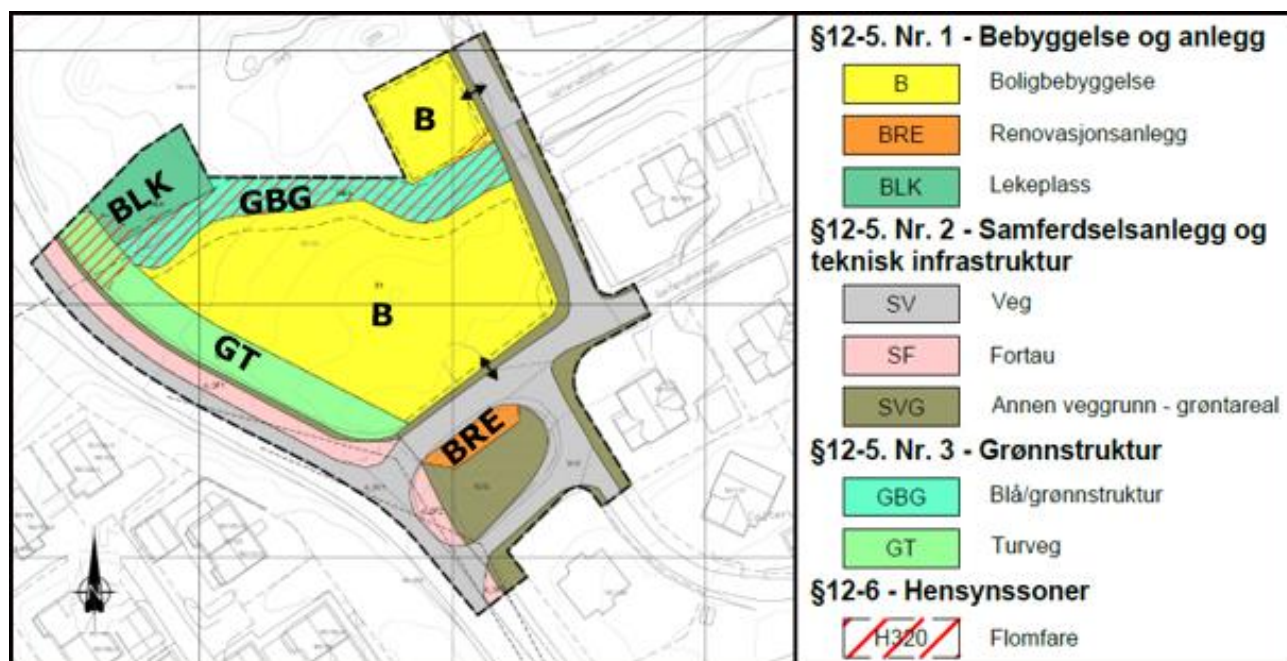 B
BLK
GBG
B
GT
BRE
§12-5. Nr. 1 - Bebyggelse og anlegg
B Boligbebyggelse
BRE Renovasjonsanlegg
BLK Lekeplass
§12-5. Nr. 2 - Samferdselsanlegg og
teknisk infrastruktur
SV Veg
SF Fortau
SVG Annen veggrunn - grøntareal
§12-5. Nr. 3 - Grønnstruktur
GBG Blå/grønnstruktur
GT Turveg
§12-6 - Hensynssoner
H320 Flomfare